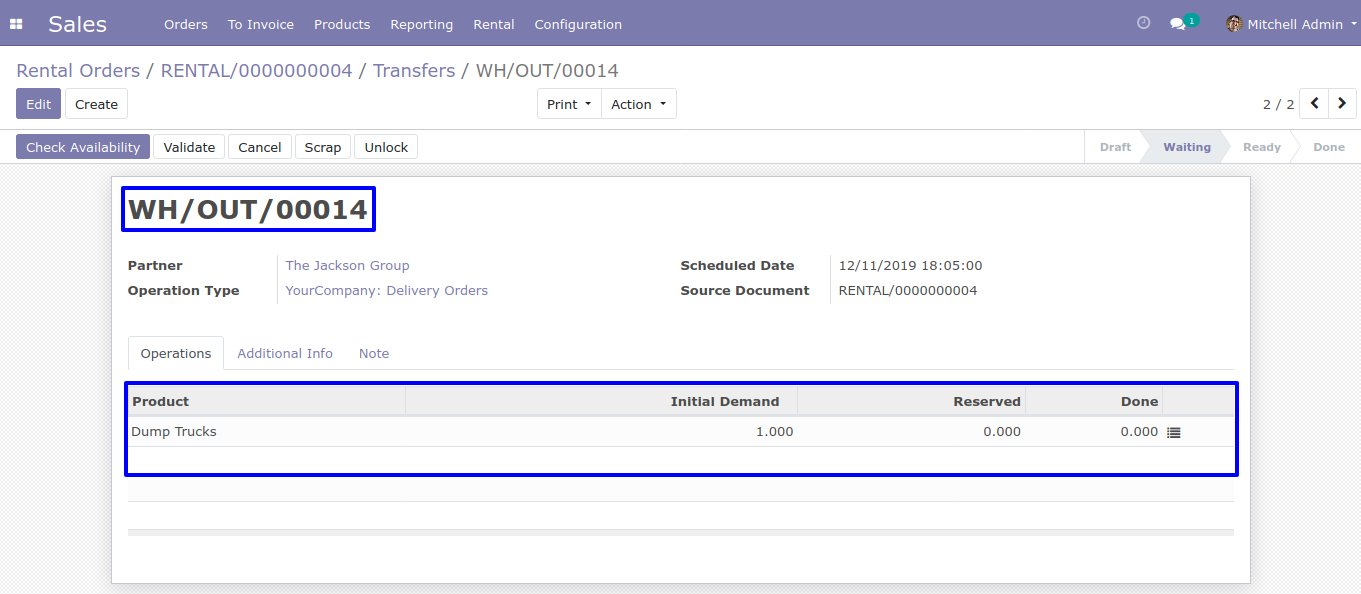 Sales Orders To Invoice Products Reporting Rental Configuration 1 Mitchell Admin
Rental Orders / RENTAL/0000000004 / Transfers / WH/OUT/00014
Edit Create Print Action 2 / 2
Check Availability Validate Cancel Scrap Unlock Draft Waiting Ready Done
WH/OUT/00014
Partner The Jackson Group Scheduled Date 12/11/2019 18:05:00
Operation Type YourCompany: Delivery Orders Source Document RENTAL/0000000004
Operations Additional Info Note
Product Initial Demand Reserved Done
Dump Trucks 1.000 0.000 0.000